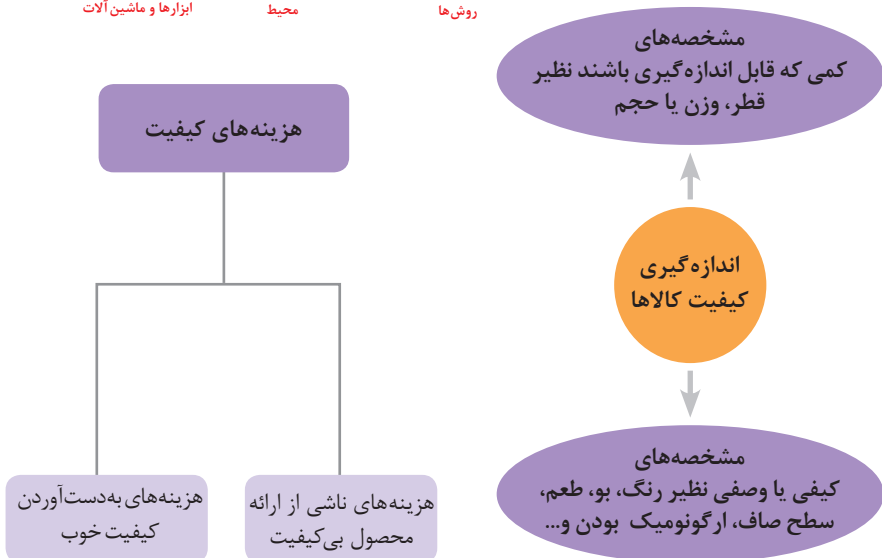 روش‌ها
محیط
ابزارها و ماشین‌آلات
مشخصه‌های
کمی که قابل اندازه‌گیری باشند نظیر
قطر، وزن یا حجم
اندازه‌گیری
کیفیت کالاها
مشخصه‌های
کیفی یا وصفی نظیر رنگ، بو، طعم،
سطح صاف، ارگونومیک بودن و...
هزینه‌های کیفیت
هزینه‌های ناشی از ارائه
محصول بی‌کیفیت
هزینه‌های به‌دست‌آوردن
کیفیت خوب